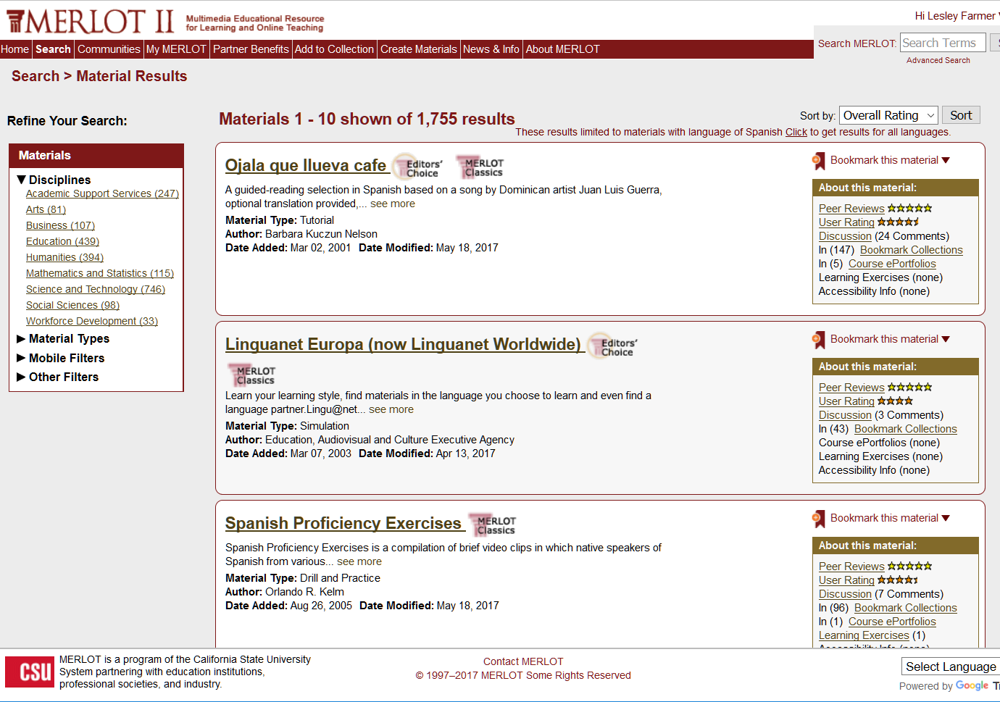 MERLOT II
Multimedia Educational Resource
for Learning and Online Teaching
Hi Lesley Farmer
Home Search Communities My MERLOT Partner Benefits Add to Collection Create Materials News & Info About MERLOT
Search MERLOT: Search Terms
Advanced Search
Search > Material Results
Refine Your Search:
Materials 1 - 10 shown of 1,755 results
Sort by: Overall Rating Sort
These results limited to materials with language of Spanish Click to get results for all languages.
Materials
▼ Disciplines
Academic Support Services (247)
Arts (81)
Business (107)
Education (439)
Humanities (394)
Mathematics and Statistics (115)
Science and Technology (746)
Social Sciences (98)
Workforce Development (33)
▶ Material Types
▶ Mobile Filters
▶ Other Filters
Ojala que llueva cafe Editors' Choice MERLOT Classics
A guided-reading selection in Spanish based on a song by Dominican artist Juan Luis Guerra,
optional translation provided,... see more
Material Type: Tutorial
Author: Barbara Kuczun Nelson
Date Added: Mar 02, 2001 Date Modified: May 18, 2017
Bookmark this material ▼
About this material:
Peer Reviews
User Rating
Discussion (24 Comments)
In (147) Bookmark Collections
In (5) Course ePortfolios
Learning Exercises (none)
Accessibility Info (none)
Linguanet Europa (now Linguanet Worldwide) Editors' Choice
MERLOT Classics
Learn your learning style, find materials in the language you choose to learn and even find a
language partner.Lingu@net... see more
Material Type: Simulation
Author: Education, Audiovisual and Culture Executive Agency
Date Added: Mar 07, 2003 Date Modified: Apr 13, 2017
Bookmark this material ▼
About this material:
Peer Reviews
User Rating
Discussion (3 Comments)
In (43) Bookmark Collections
Course ePortfolios (none)
Learning Exercises (none)
Accessibility Info (none)
Spanish Proficiency Exercises MERLOT Classics
Spanish Proficiency Exercises is a compilation of brief video clips in which native speakers of
Spanish from various... see more
Material Type: Drill and Practice
Author: Orlando R. Kelm
Date Added: Aug 26, 2005 Date Modified: May 18, 2017
Bookmark this material ▼
About this material:
Peer Reviews
User Rating
Discussion (7 Comments)
In (96) Bookmark Collections
In (1) Course ePortfolios
Learning Exercises (1)
CSU
MERLOT is a program of the California State University
System partnering with education institutions,
professional societies, and industry.
Contact MERLOT
© 1997–2017 MERLOT Some Rights Reserved
Select Language
Powered by Google